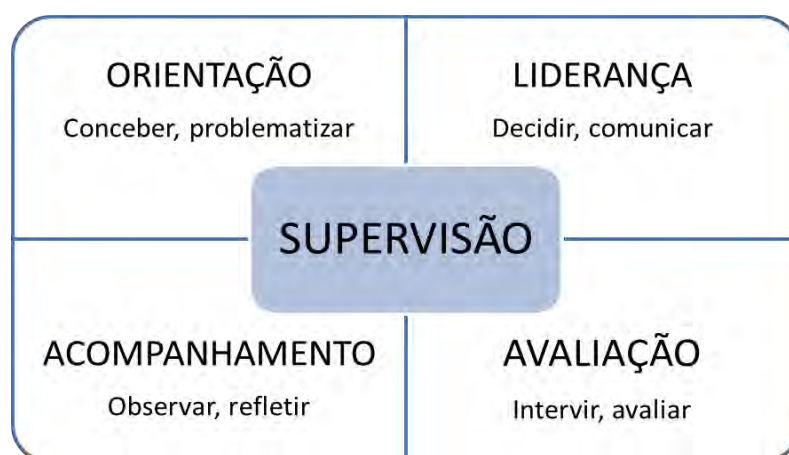 ORIENTAÇÃO
Conceber, problematizar
LIDERANÇA
Decidir, comunicar
SUPERVISÃO
ACOMPANHAMENTO
Observar, refletir
AVALIAÇÃO
Intervir, avaliar